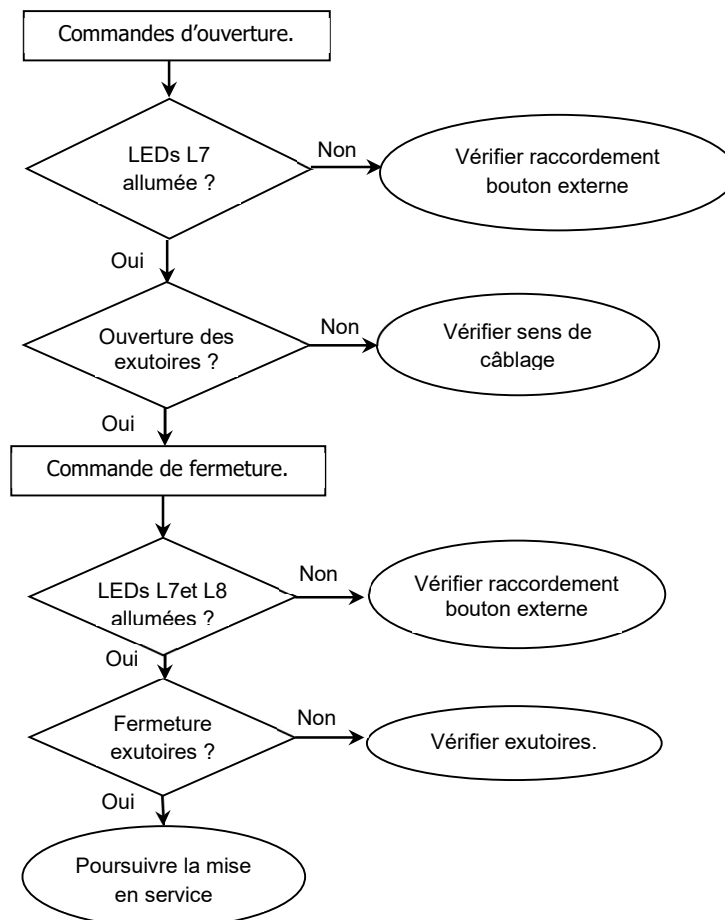 Commandes d'ouverture.
LEDs L7
allumée ?
Non
Vérifier raccordement
bouton externe
Oui
Ouverture des
exutoires ?
Non
Vérifier sens de
câblage
Oui
Commande de fermeture.
LEDs L7et L8
allumées ?
Non
Vérifier raccordement
bouton externe
Oui
Fermeture
exutoires ?
Non
Vérifier exutoires.
Oui
Poursuivre la mise
en service